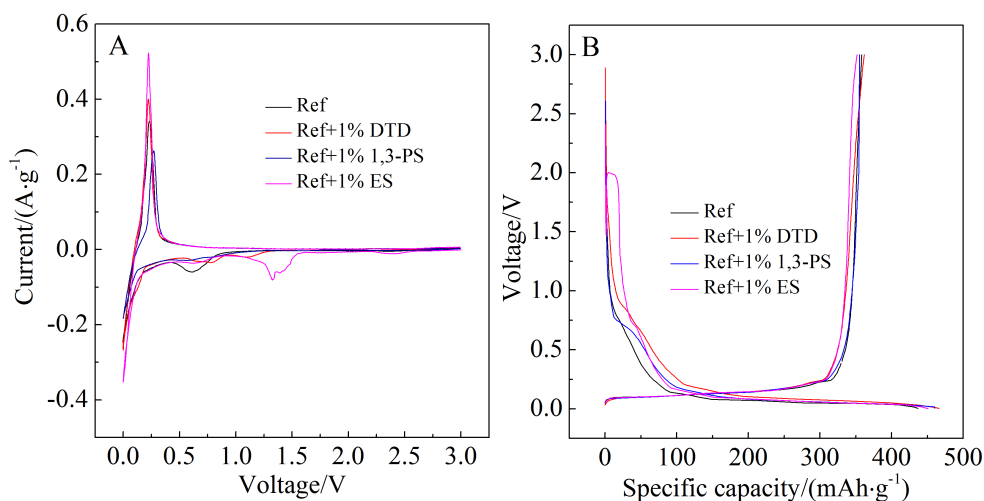 A
Current/(A·g⁻¹)
0.6
0.4
0.2
0.0
-0.2
-0.4
Ref
Ref+1% DTD
Ref+1% 1,3-PS
Ref+1% ES
0.0 0.5 1.0 1.5 2.0 2.5 3.0
Voltage/V
B
Voltage/V
3.0
2.5
2.0
1.5
1.0
0.5
0.0
Ref
Ref+1% DTD
Ref+1% 1,3-PS
Ref+1% ES
0 100 200 300 400 500
Specific capacity/(mAh·g⁻¹)